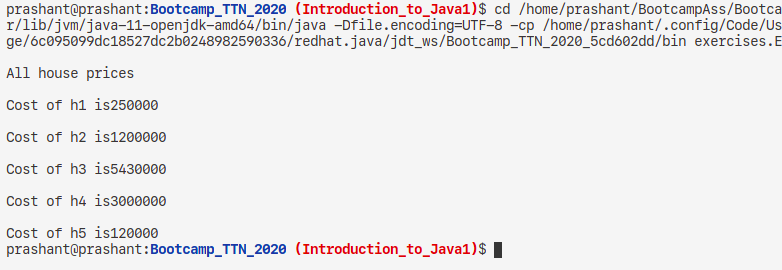 prashant@prashant:Bootcamp_TTN_2020 (Introduction_to_Java1)$ cd /home/prashant/BootcampAss/Bootca
r/lib/jvm/java-11-openjdk-amd64/bin/java -Dfile.encoding=UTF-8 -cp /home/prashant/.config/Code/Us
ge/6c095099dc18527dc2b0248982590336/redhat.java/jdt_ws/Bootcamp_TTN_2020_5cd602dd/bin exercises.E
All house prices
Cost of h1 is250000
Cost of h2 is1200000
Cost of h3 is5430000
Cost of h4 is3000000
Cost of h5 is120000
prashant@prashant:Bootcamp_TTN_2020 (Introduction_to_Java1)$